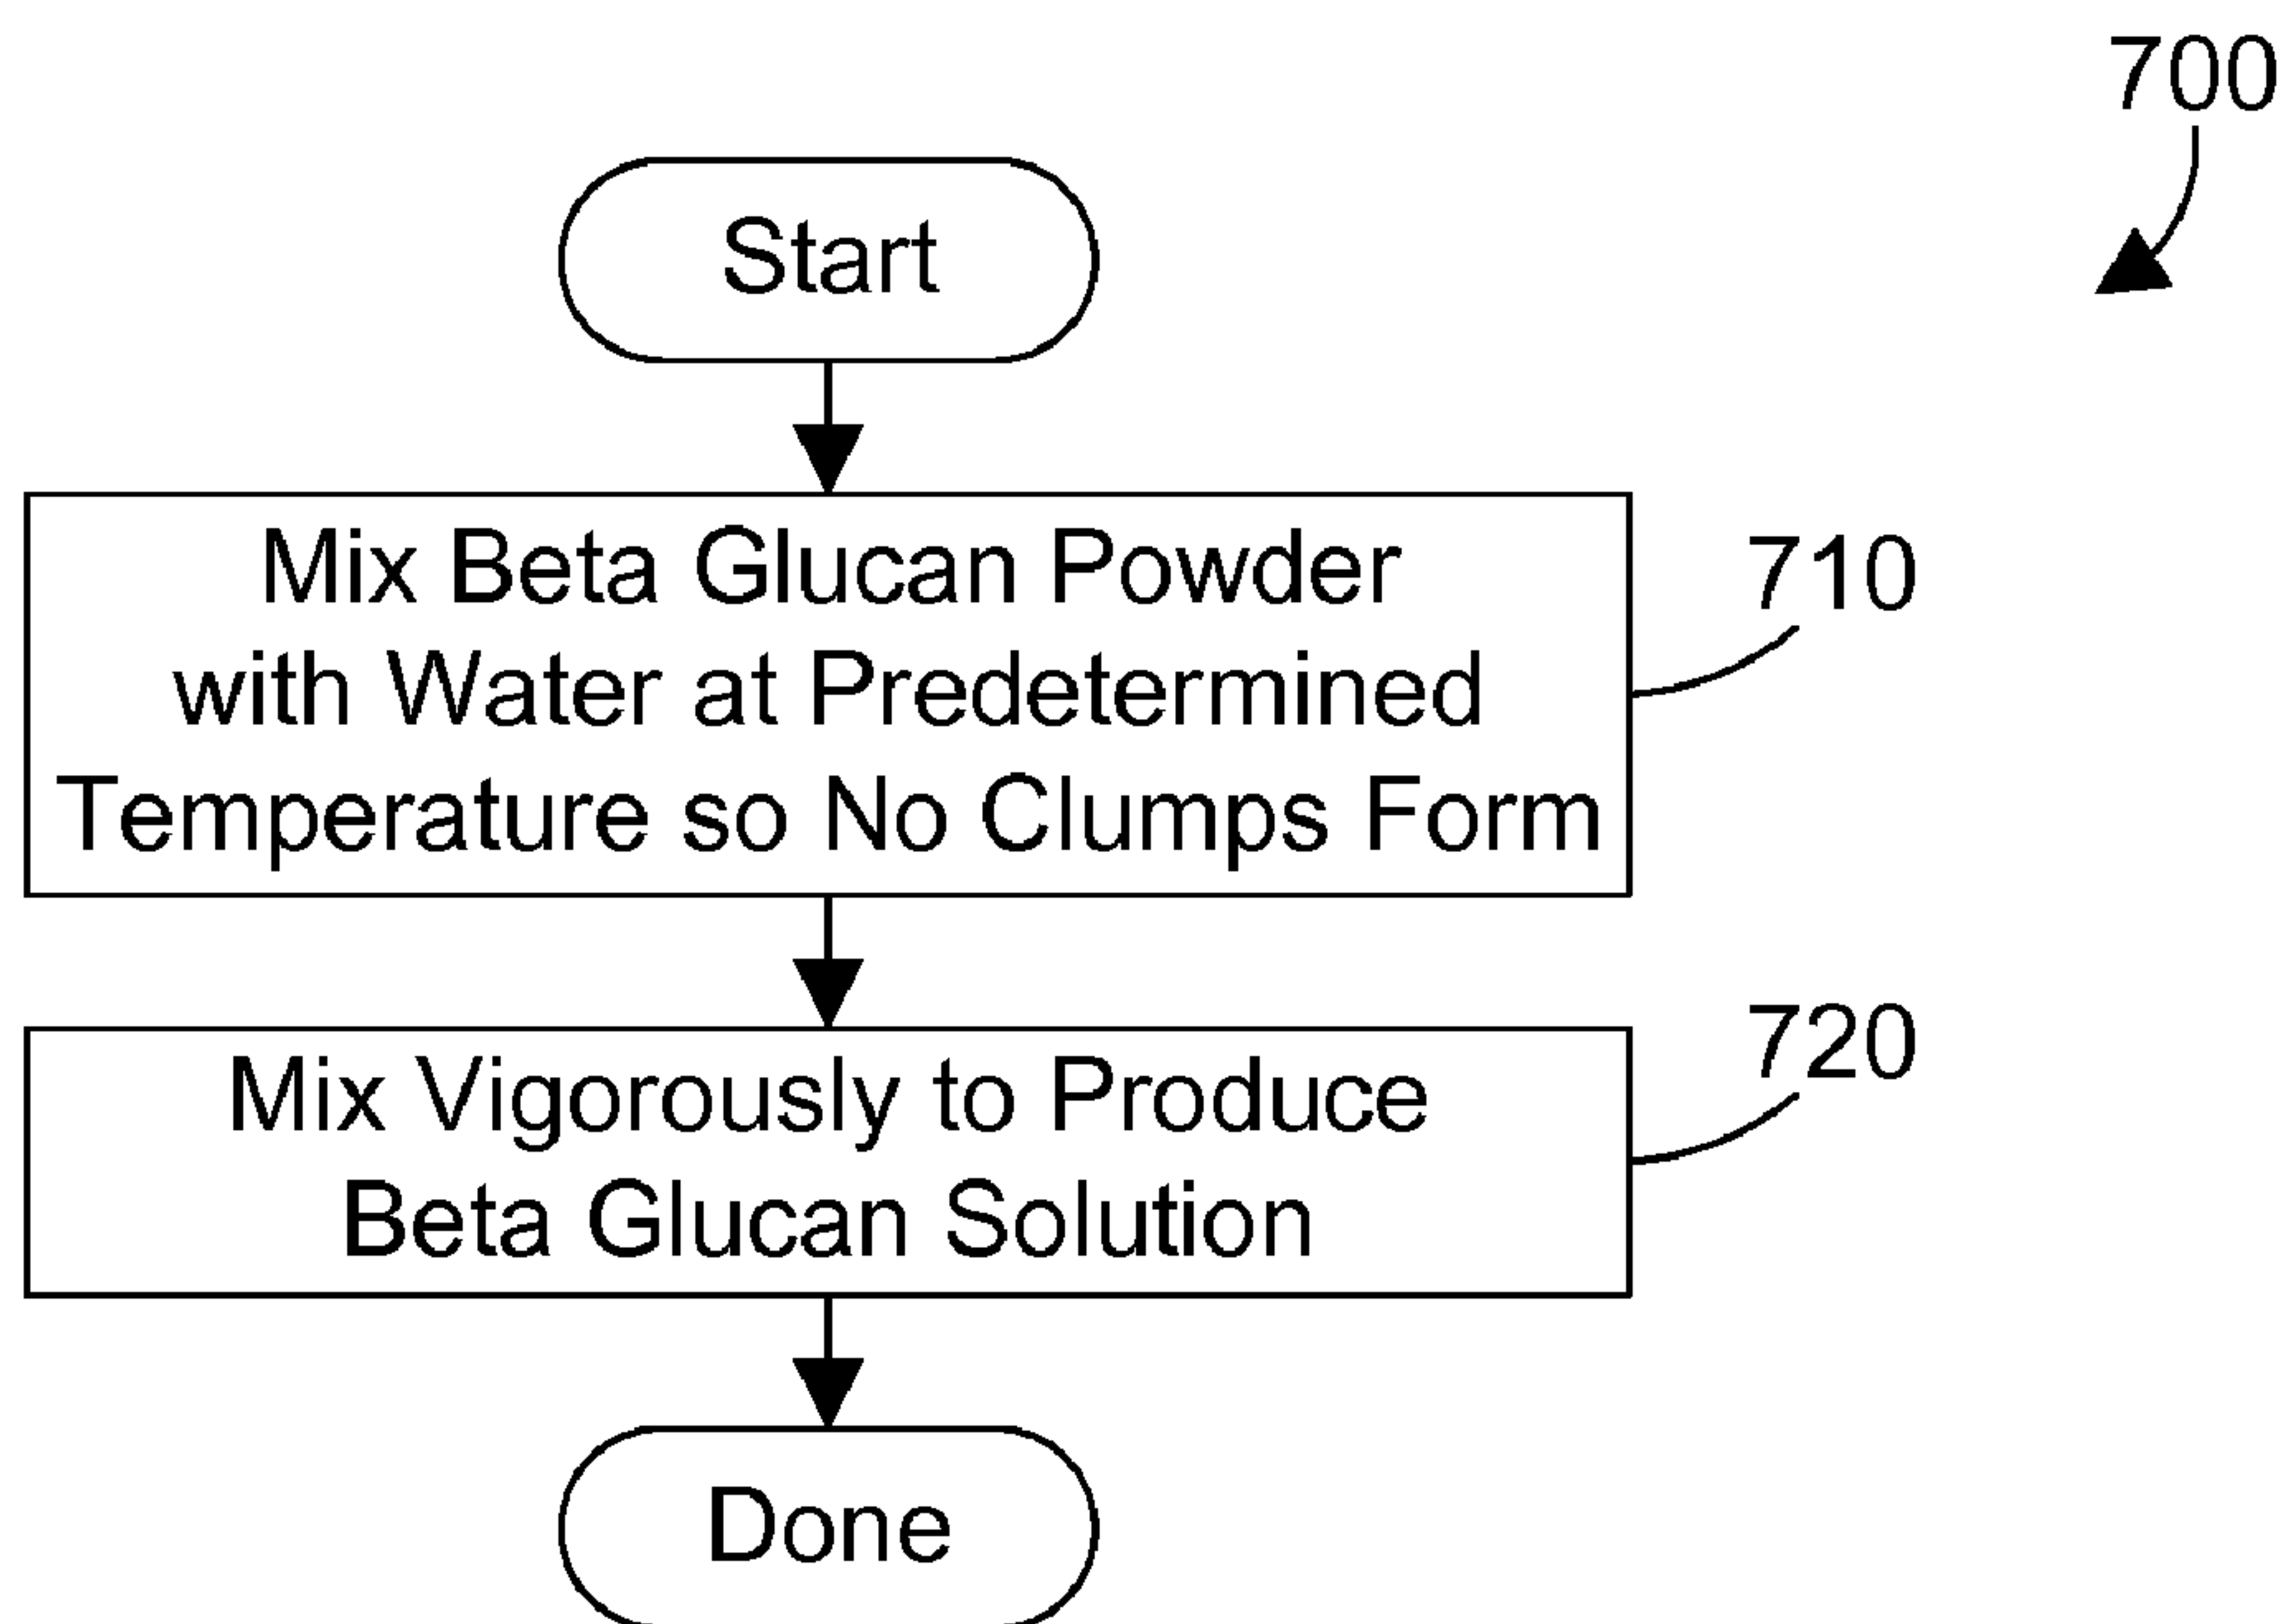 700
Start
Mix Beta Glucan Powder
with Water at Predetermined
Temperature so No Clumps Form
710
Mix Vigorously to Produce
Beta Glucan Solution
720
Done